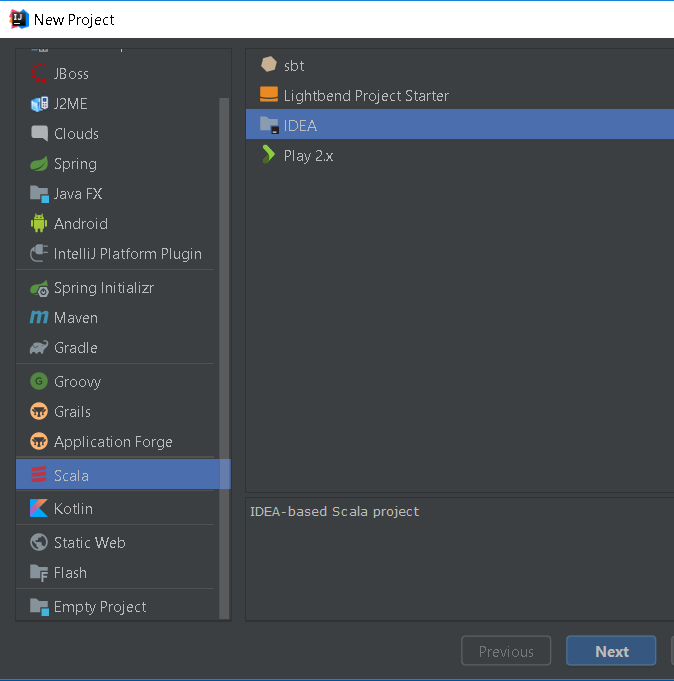 New Project
JBoss
J2ME
Clouds
Spring
Java FX
Android
IntelliJ Platform Plugin
Spring Initializr
Maven
Gradle
Groovy
Grails
Application Forge
Scala
Kotlin
Static Web
Flash
Empty Project
sbt
Lightbend Project Starter
IDEA
Play 2.x
IDEA-based Scala project
Previous
Next